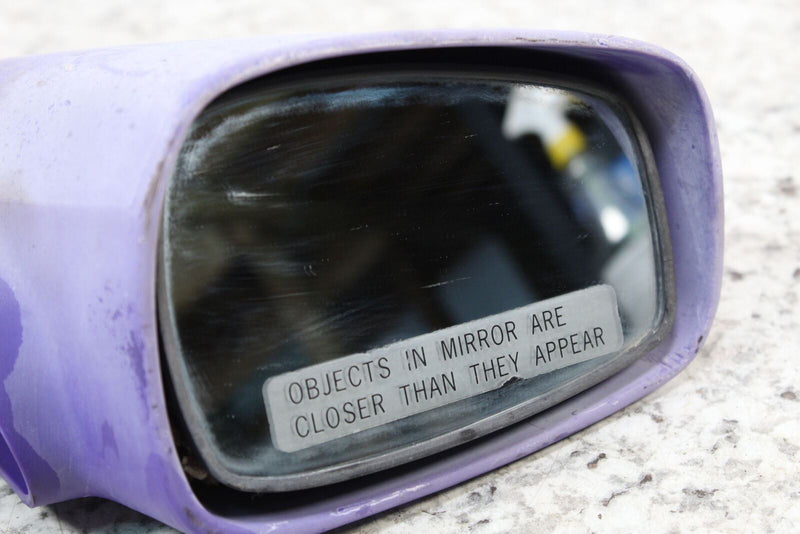 OBJECTS IN MIRROR ARE
CLOSER THAN THEY APPEAR